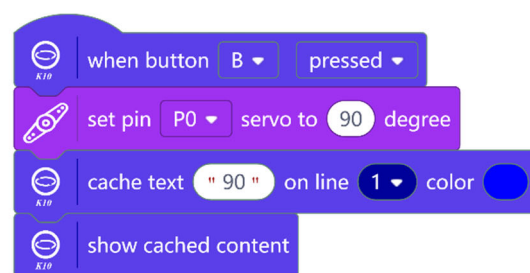 K10 when button B pressed
set pin P0 servo to 90 degree
K10 cache text " 90 " on line 1 color
K10 show cached content